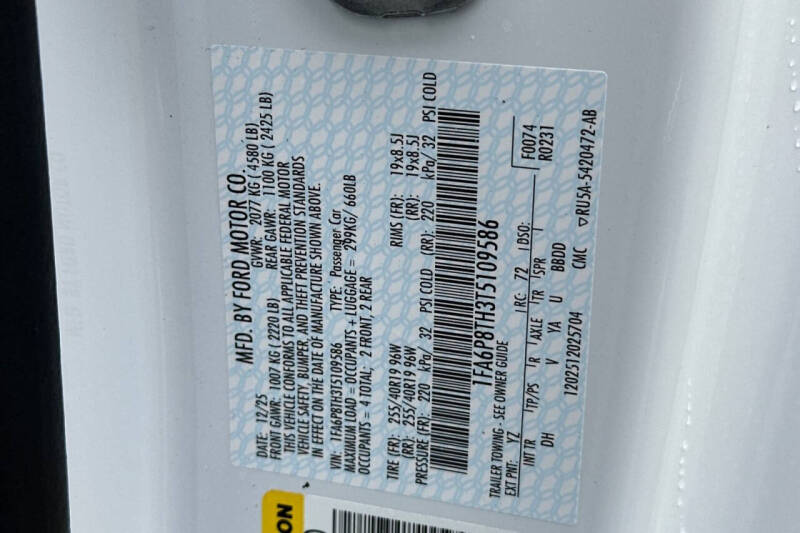 MFD. BY FORD MOTOR CO.
DATE: 12/25 GVWR: 2077 KG ( 4580 LB)
FRONT GAWR: 1007 KG ( 2220 LB) REAR GAWR: 1100 KG ( 2425 LB)
THIS VEHICLE CONFORMS TO ALL APPLICABLE FEDERAL MOTOR
VEHICLE SAFETY, BUMPER, AND THEFT PREVENTION STANDARDS
IN EFFECT ON THE DATE OF MANUFACTURE SHOWN ABOVE.
VIN: 1FA6P8TH3T5109586 TYPE: Passenger Car
MAXIMUM LOAD = OCCUPANTS + LUGGAGE = 299KG/ 660LB
OCCUPANTS = 4 TOTAL; 2 FRONT, 2 REAR
TIRE (FR): 255/40R19 96W RIMS (FR): 19x8.5J
(RR): 255/40R19 96W (RR): 19x8.5J
PRESSURE (FR): 220 kPa/ 32 PSI COLD (RR): 220 kPa/ 32 PSI COLD
1FA6P8TH3T5109586
TRAILER TOWING - SEE OWNER GUIDE F0074
EXT PNT: YZ RC: 72 DSO: R0231
INT TR TP/PS R AXLE TR SPR
DH V YA U BBDD
1202512025704 CMC ▽RU5A-5420472-AB
ION